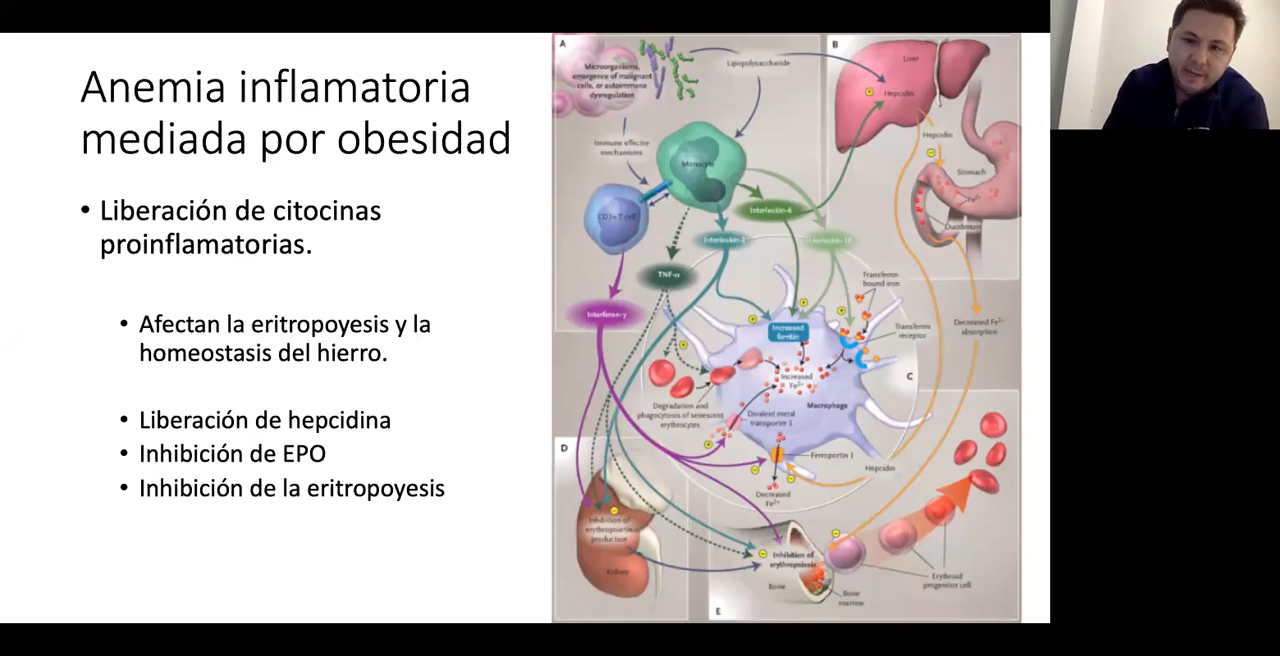 Anemia inflamatoria
mediada por obesidad
• Liberación de citocinas
proinflamatorias.
• Afectan la eritropoyesis y la
homeostasis del hierro.
• Liberación de hepcidina
• Inhibición de EPO
• Inhibición de la eritropoyesis
A
Microorganisms,
emergence of malignant
cells, or autoimmune
dysregulation
Lipopolysaccharide
Immune effector
mechanisms
Monocyte
CD3+ T cell
Interleukin-6
Interleukin-1
Interleukin-10
TNF-α
Interferon-γ
B
Liver
Hepcidin
Hepcidin
Stomach
Fe²⁺
Duodenum
Decreased Fe²⁺
absorption
Transferrin-
bound iron
Transferrin
receptor
Increased
ferritin
Increased
Fe²⁺
C
Macrophage
Degradation and
phagocytosis of senescent
erythrocytes
Divalent metal
transporter 1
Ferroportin 1
Hepcidin
Decreased
Fe²⁺
D
Inhibition of
erythropoietin
production
Kidney
Inhibition of
erythropoiesis
Bone
Bone
marrow
Erythroid
progenitor cell
E